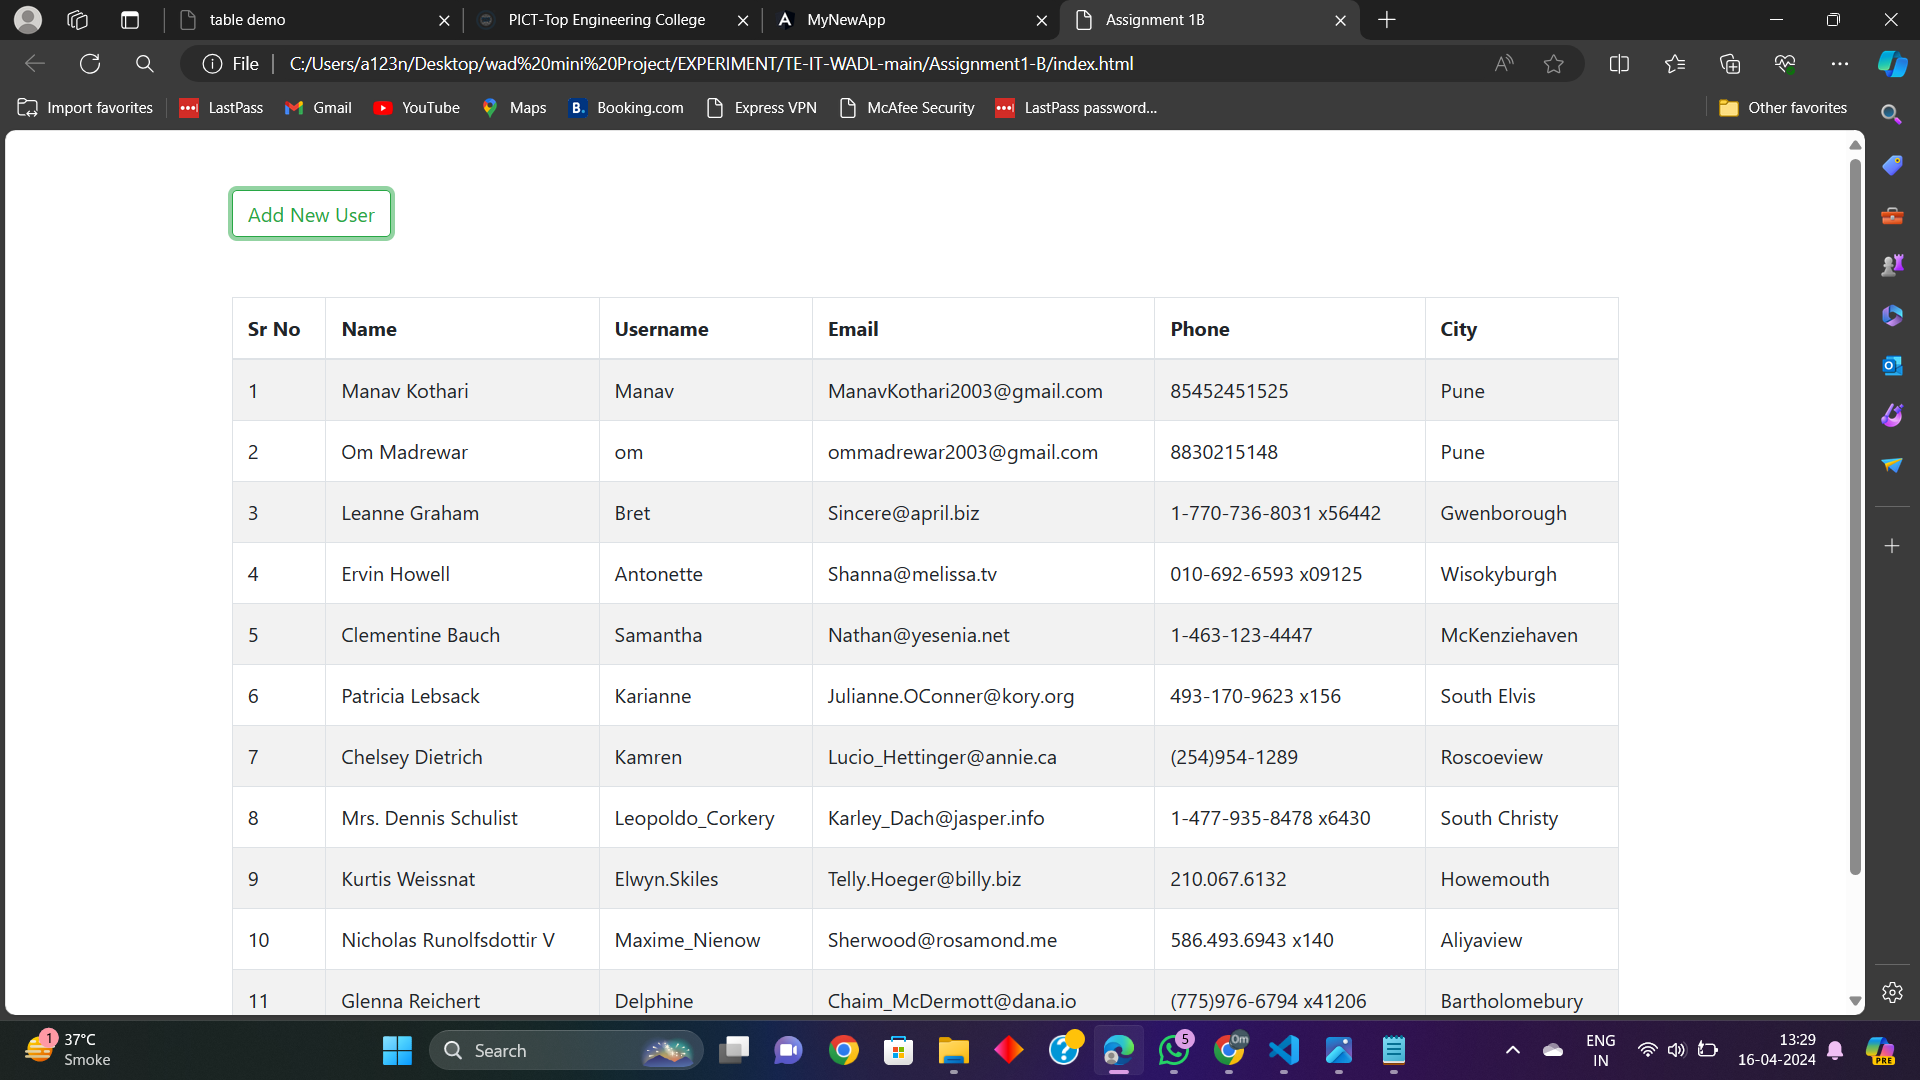 table demo
PICT-Top Engineering College
MyNewApp
Assignment 1B
File
C:/Users/a123n/Desktop/wad%20mini%20Project/EXPERIMENT/TE-IT-WADL-main/Assignment1-B/index.html
Import favorites
LastPass
Gmail
YouTube
Maps
Booking.com
Express VPN
McAfee Security
LastPass password...
Other favorites
Add New User
Sr No Name Username Email Phone City
1 Manav Kothari Manav ManavKothari2003@gmail.com 85452451525 Pune
2 Om Madrewar om ommadrewar2003@gmail.com 8830215148 Pune
3 Leanne Graham Bret Sincere@april.biz 1-770-736-8031 x56442 Gwenborough
4 Ervin Howell Antonette Shanna@melissa.tv 010-692-6593 x09125 Wisokyburgh
5 Clementine Bauch Samantha Nathan@yesenia.net 1-463-123-4447 McKenziehaven
6 Patricia Lebsack Karianne Julianne.OConner@kory.org 493-170-9623 x156 South Elvis
7 Chelsey Dietrich Kamren Lucio_Hettinger@annie.ca (254)954-1289 Roscoeview
8 Mrs. Dennis Schulist Leopoldo_Corkery Karley_Dach@jasper.info 1-477-935-8478 x6430 South Christy
9 Kurtis Weissnat Elwyn.Skiles Telly.Hoeger@billy.biz 210.067.6132 Howemouth
10 Nicholas Runolfsdottir V Maxime_Nienow Sherwood@rosamond.me 586.493.6943 x140 Aliyaview
11 Glenna Reichert Delphine Chaim_McDermott@dana.io (775)976-6794 x41206 Bartholomebury
1
37°C
Smoke
Search
5
Om
ENG
IN
13:29
16-04-2024
PRE